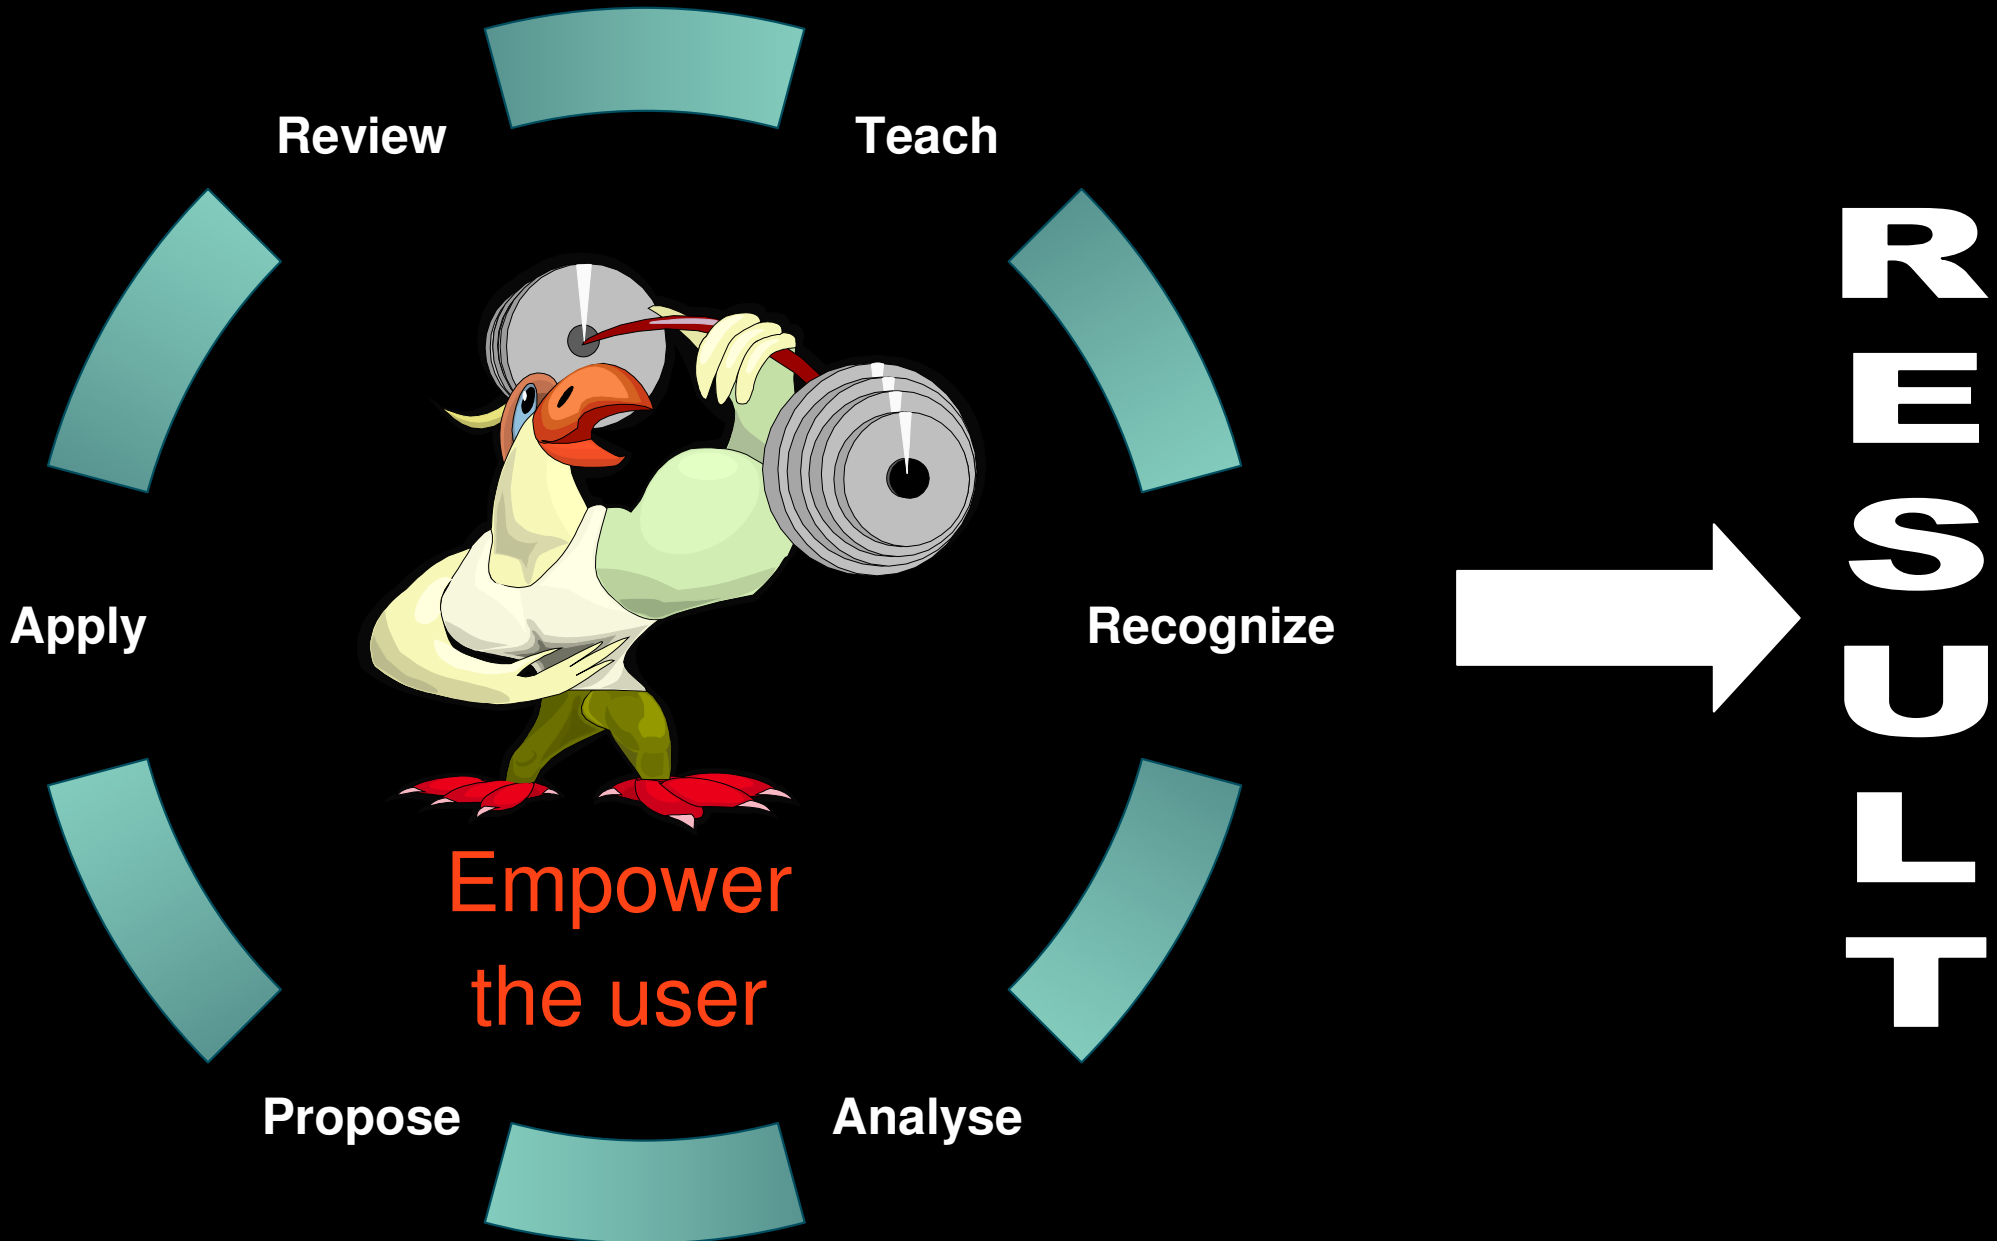 Review
Teach
Apply
Recognize
Empower
the user
Propose
Analyse
RESULT